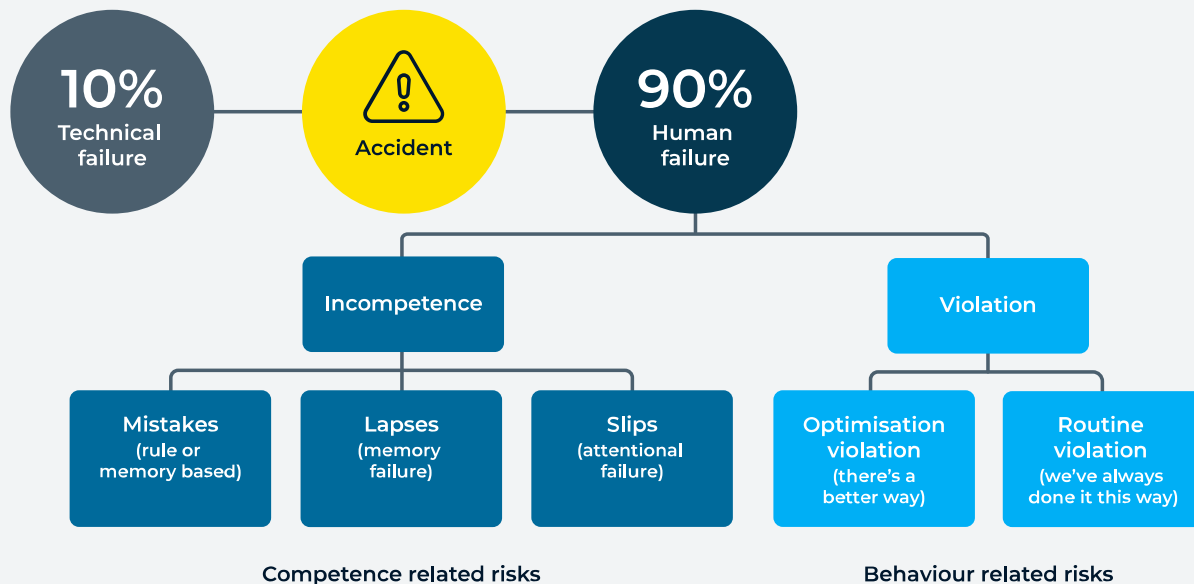 10%
Technical
failure
Accident
90%
Human
failure
Incompetence
Violation
Mistakes
(rule or
memory based)
Lapses
(memory
failure)
Slips
(attentional
failure)
Optimisation
violation
(there's a
better way)
Routine
violation
(we've always
done it this way)
Competence related risks
Behaviour related risks